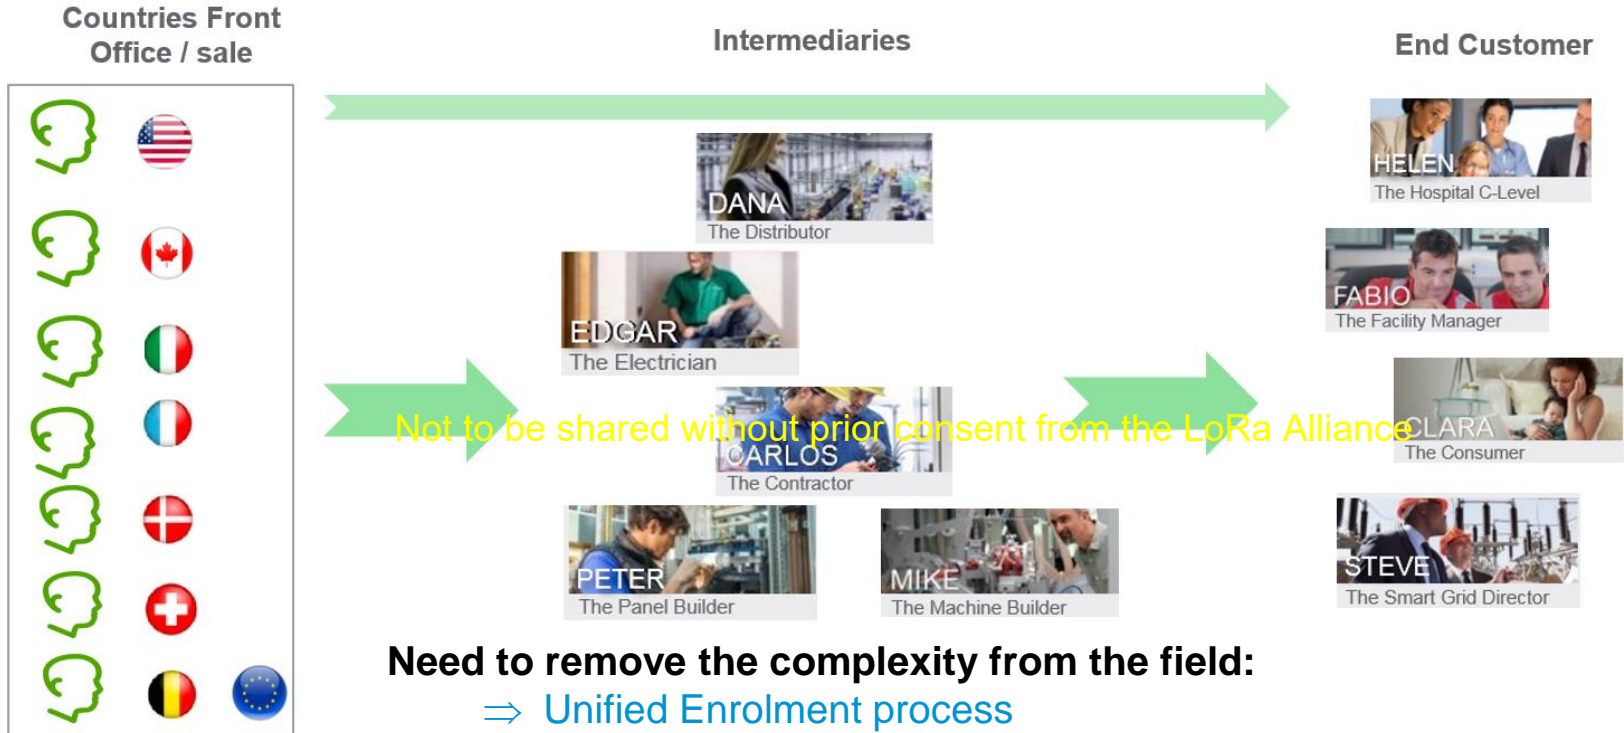 Countries Front
Office / sale
Intermediaries
End Customer
HELEN
The Hospital C-Level
DANA
The Distributor
FABIO
The Facility Manager
EDGAR
The Electrician
CLARA
The Consumer
Not to be shared without prior consent from the LoRa Alliance
CARLOS
The Contractor
PETER
The Panel Builder
MIKE
The Machine Builder
STEVE
The Smart Grid Director
Need to remove the complexity from the field:
⇒ Unified Enrolment process